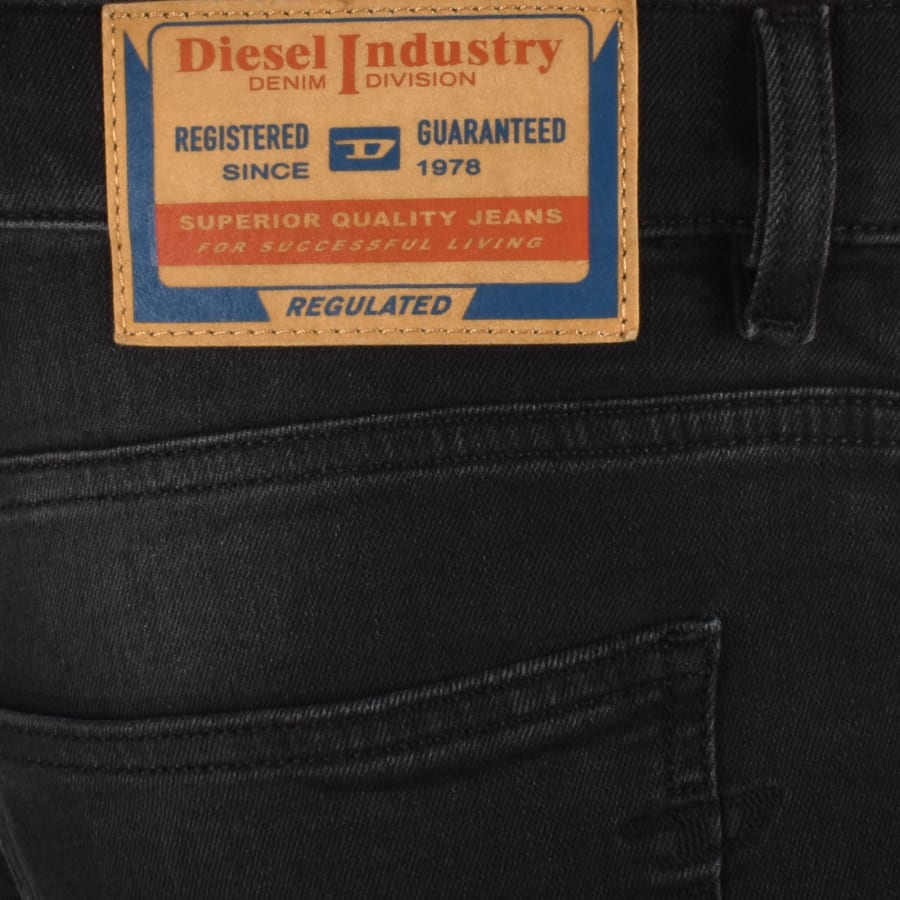 Diesel Industry
DENIM DIVISION
REGISTERED D GUARANTEED
SINCE 1978
SUPERIOR QUALITY JEANS
FOR SUCCESSFUL LIVING
REGULATED
D